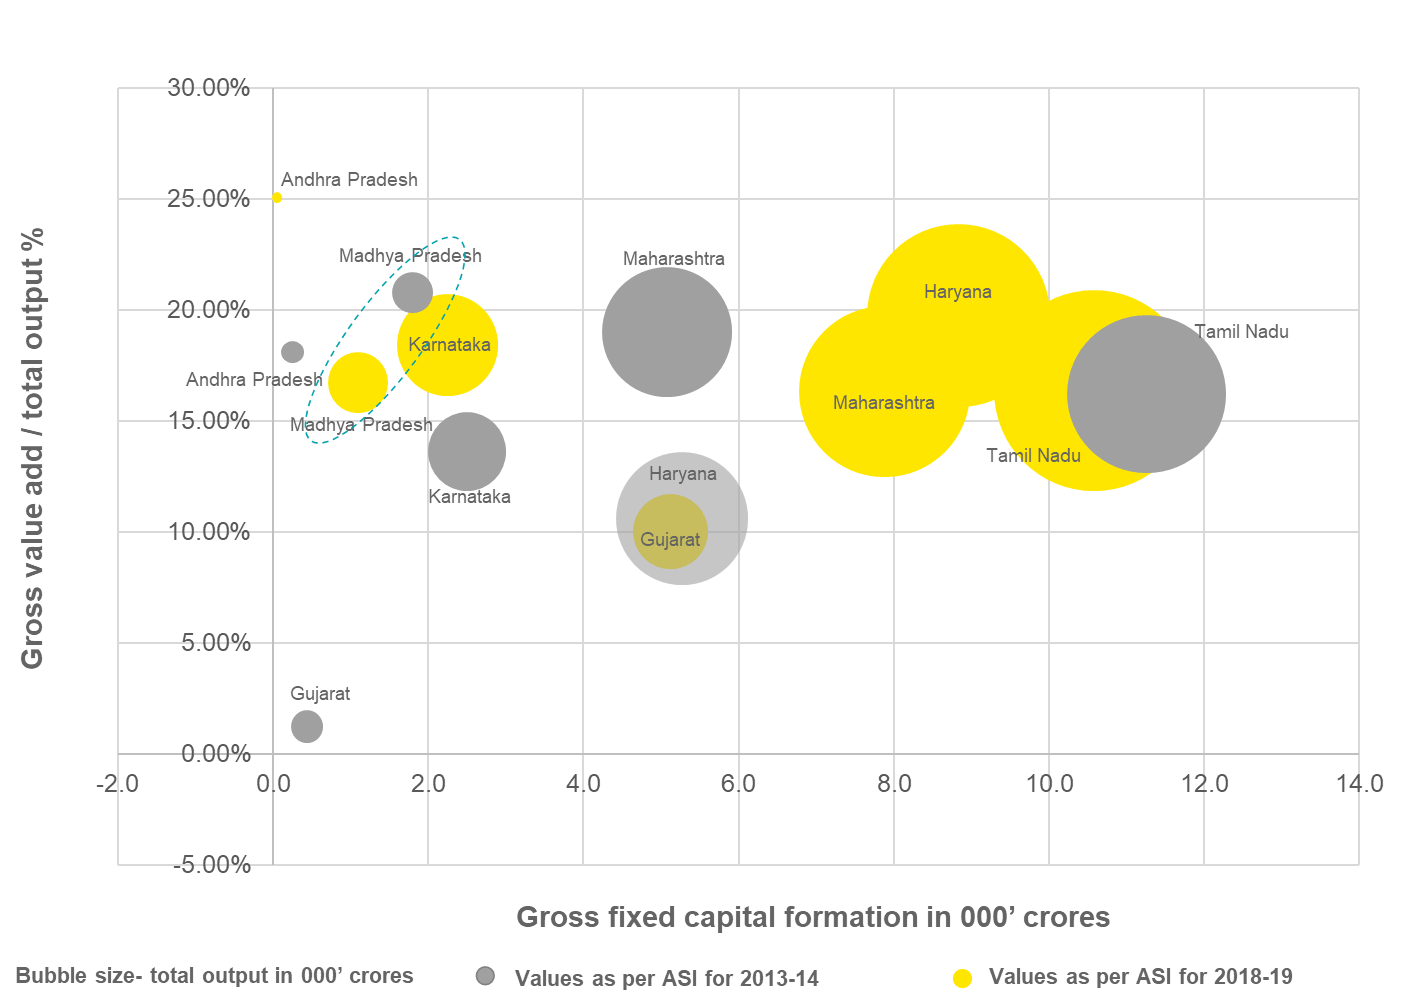 30.00%
Andhra Pradesh
25.00%
Madhya Pradesh
Maharashtra
Haryana
20.00%
Tamil Nadu
Karnataka
Andhra Pradesh
Maharashtra
15.00%
Madhya Pradesh
Tamil Nadu
Haryana
Karnataka
10.00%
Gujarat
5.00%
Gujarat
0.00%
-2.0 0.0 2.0 4.0 6.0 8.0 10.0 12.0 14.0
-5.00%
Gross value add / total output %
Gross fixed capital formation in 000’ crores
Bubble size- total output in 000’ crores
Values as per ASI for 2013-14
Values as per ASI for 2018-19